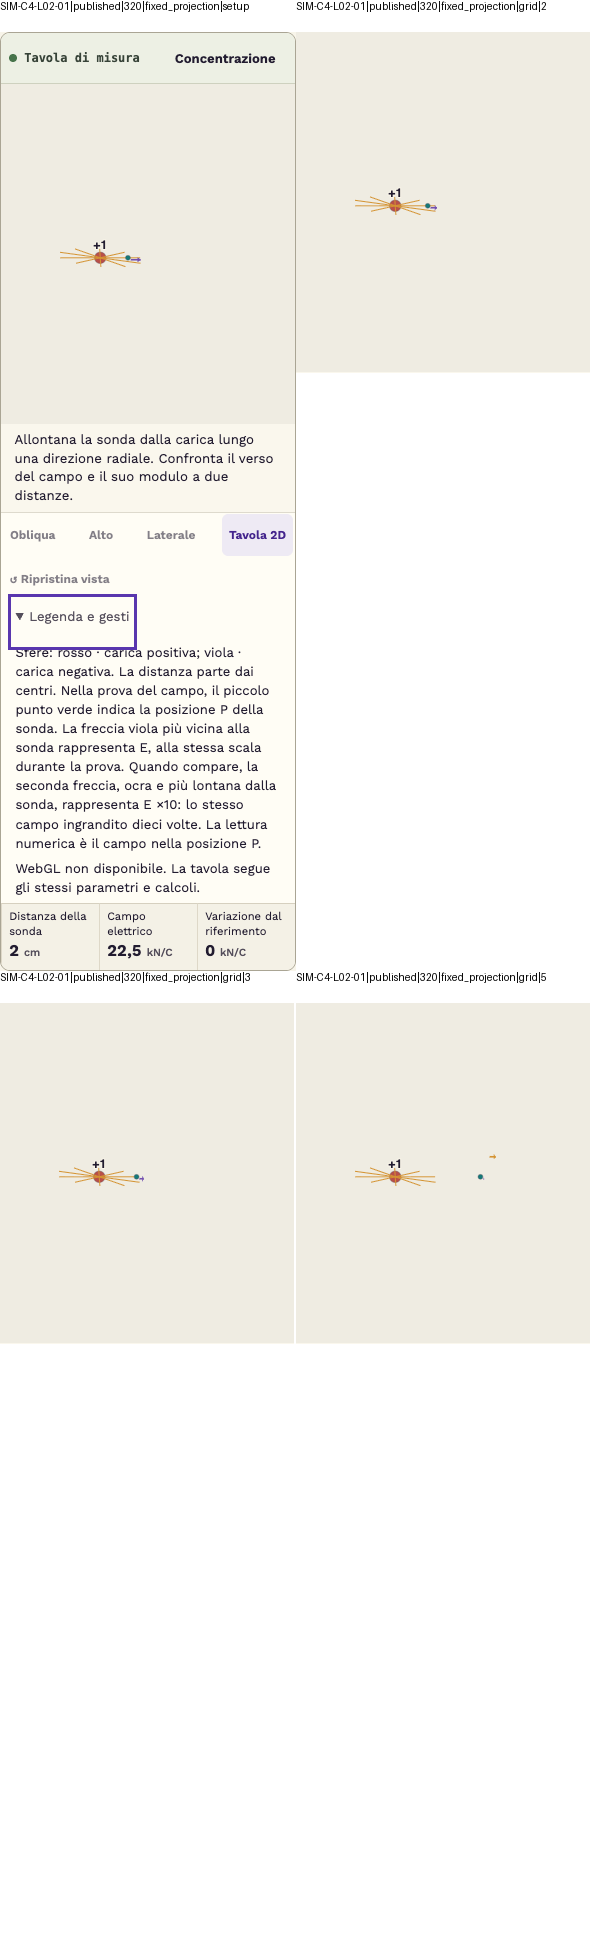 SIM-C4-L02-01|published|320|fixed_projection|setup
SIM-C4-L02-01|published|320|fixed_projection|grid|2
Tavola di misura
Concentrazione
+1
+1
Allontana la sonda dalla carica lungo
una direzione radiale. Confronta il verso
del campo e il suo modulo a due
distanze.
Obliqua
Alto
Laterale
Tavola 2D
↺ Ripristina vista
▼ Legenda e gesti
Sfere: rosso · carica positiva; viola ·
carica negativa. La distanza parte dai
centri. Nella prova del campo, il piccolo
punto verde indica la posizione P della
sonda. La freccia viola più vicina alla
sonda rappresenta E, alla stessa scala
durante la prova. Quando compare, la
seconda freccia, ocra e più lontana dalla
sonda, rappresenta E ×10: lo stesso
campo ingrandito dieci volte. La lettura
numerica è il campo nella posizione P.
WebGL non disponibile. La tavola segue
gli stessi parametri e calcoli.
Distanza della
sonda
2 cm
Campo
elettrico
22,5 kN/C
Variazione dal
riferimento
0 kN/C
SIM-C4-L02-01|published|320|fixed_projection|grid|3
SIM-C4-L02-01|published|320|fixed_projection|grid|5
+1
+1